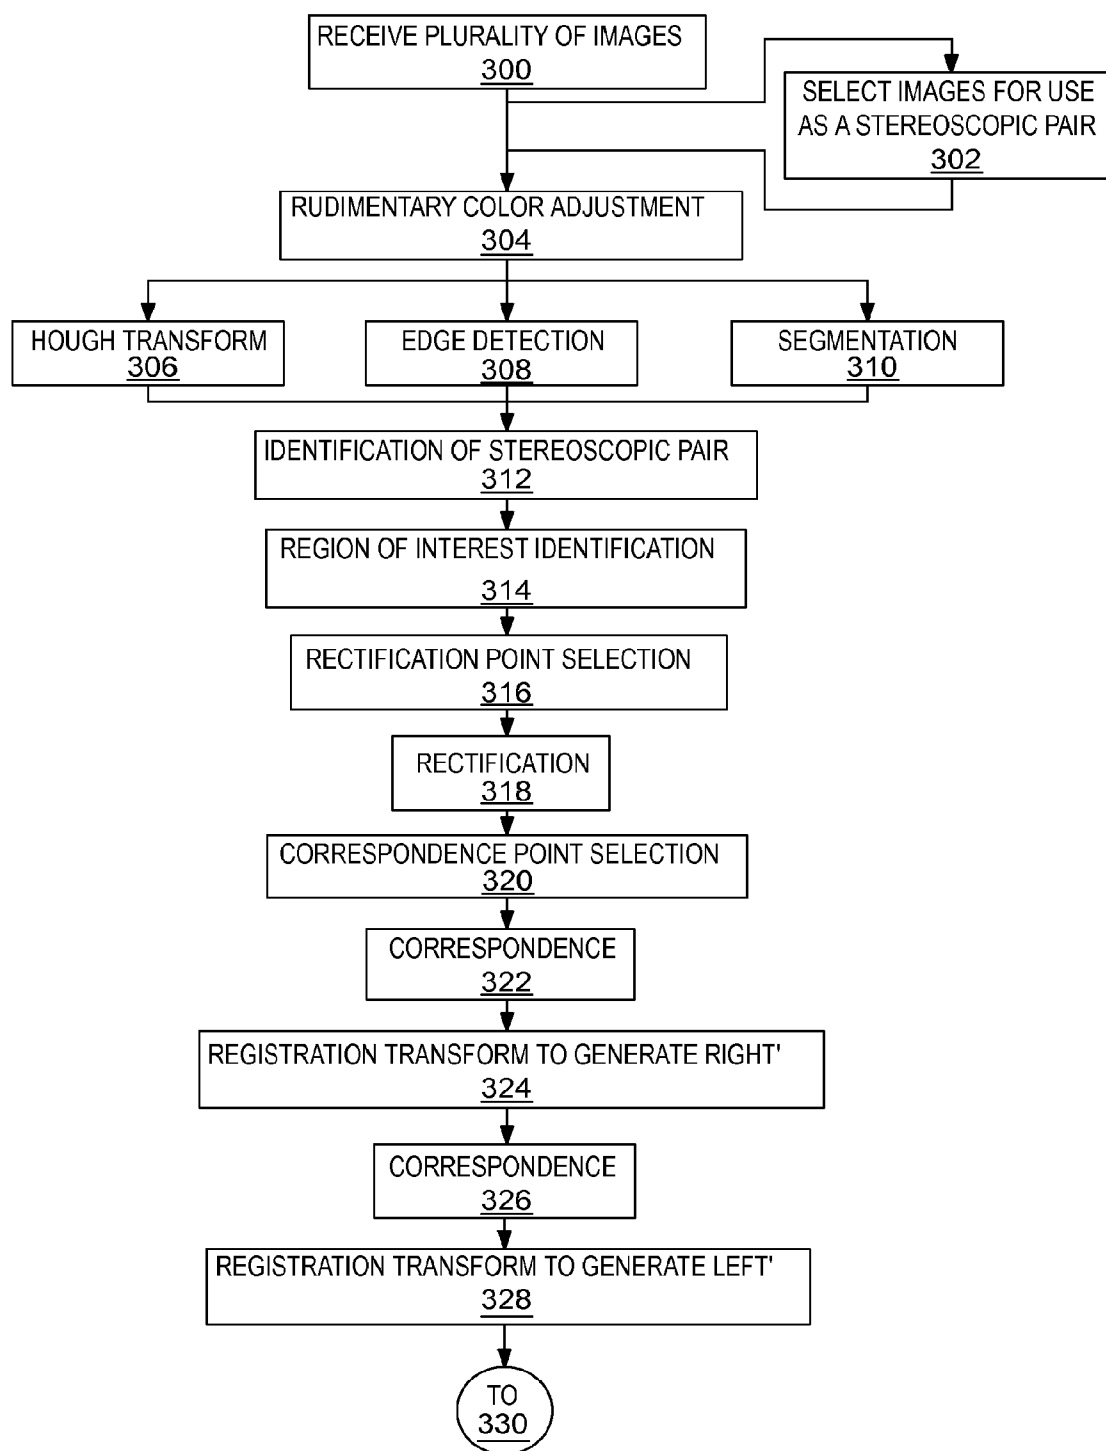 RECEIVE PLURALITY OF IMAGES
300
SELECT IMAGES FOR USE
AS A STEREOSCOPIC PAIR
302
RUDIMENTARY COLOR ADJUSTMENT
304
HOUGH TRANSFORM
306
EDGE DETECTION
308
SEGMENTATION
310
IDENTIFICATION OF STEREOSCOPIC PAIR
312
REGION OF INTEREST IDENTIFICATION
314
RECTIFICATION POINT SELECTION
316
RECTIFICATION
318
CORRESPONDENCE POINT SELECTION
320
CORRESPONDENCE
322
REGISTRATION TRANSFORM TO GENERATE RIGHT'
324
CORRESPONDENCE
326
REGISTRATION TRANSFORM TO GENERATE LEFT'
328
TO
330